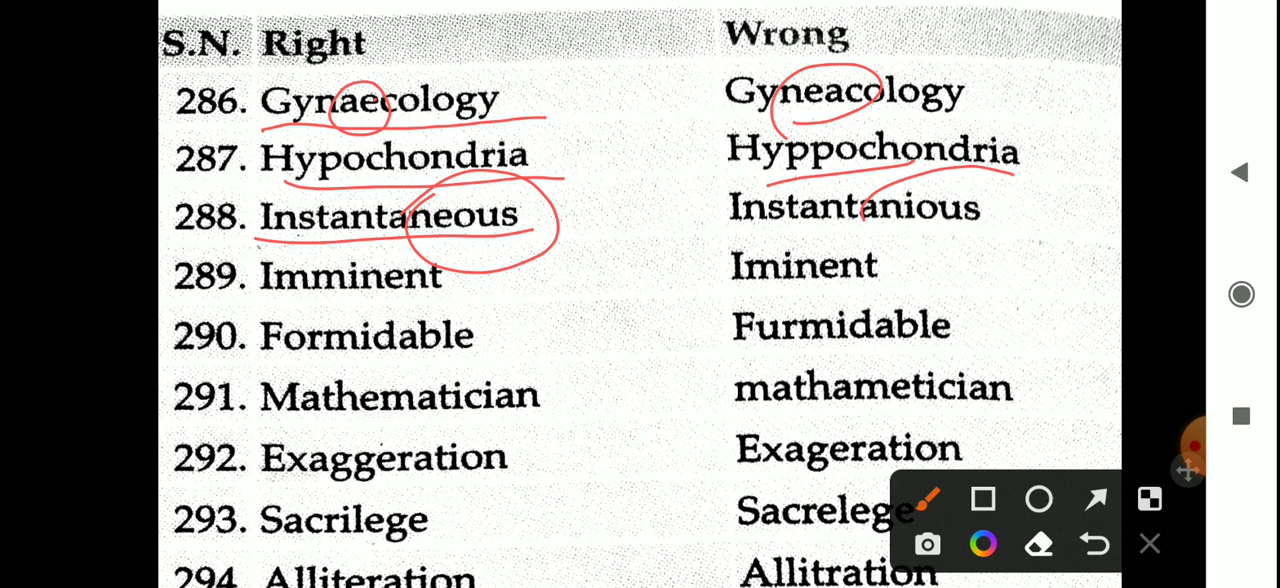 S.N. Right Wrong
286. Gynaecology Gyneacology
287. Hypochondria Hyppochondria
288. Instantaneous Instantanious
289. Imminent Iminent
290. Formidable Furmidable
291. Mathematician mathametician
292. Exaggeration Exageration
293. Sacrilege Sacrelege
294. Alliteration Allitration